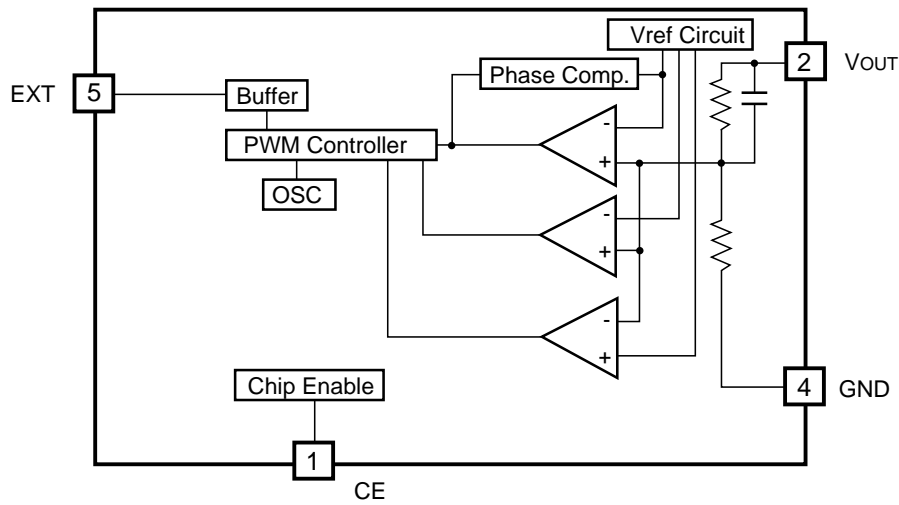 Vref Circuit
2 VOUT
Phase Comp.
EXT 5
Buffer
-
PWM Controller
+
OSC
-
+
-
+
Chip Enable
4 GND
1
CE